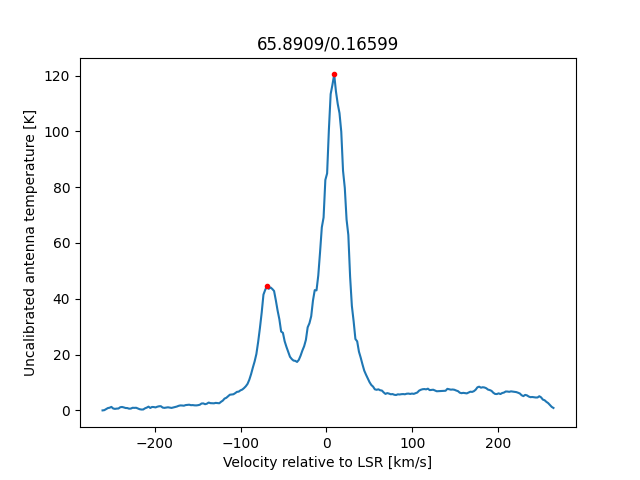 65.8909/0.16599
120
100
80
60
40
20
0
Uncalibrated antenna temperature [K]
−200 −100 0 100 200
Velocity relative to LSR [km/s]